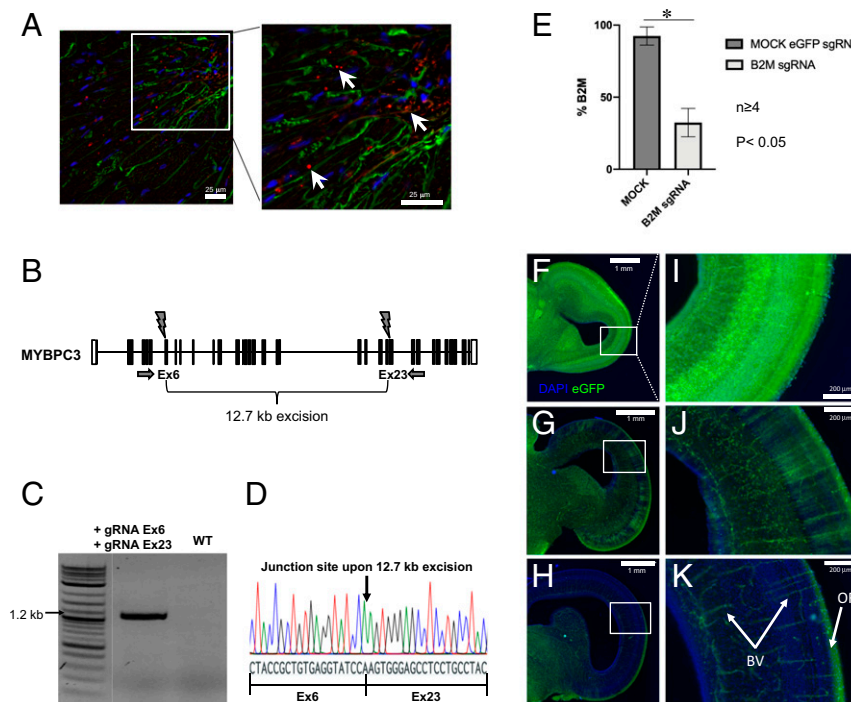 A
25 µm
25 µm
B
MYBPC3
Ex6
Ex23
12.7 kb excision
C
+ gRNA Ex6
+ gRNA Ex23
WT
1.2 kb
D
Junction site upon 12.7 kb excision
CTACCGCTGTGAGGTATCCAAGTGGGAGCCTCCTGCCTAC
Ex6
Ex23
E
*
% B2M
100
50
0
MOCK
B2M sgRNA
MOCK eGFP sgRN
B2M sgRNA
n≥4
P< 0.05
F
1 mm
DAPI eGFP
I
200 µm
G
1 mm
J
200 µm
H
1 mm
K
200 µm
BV